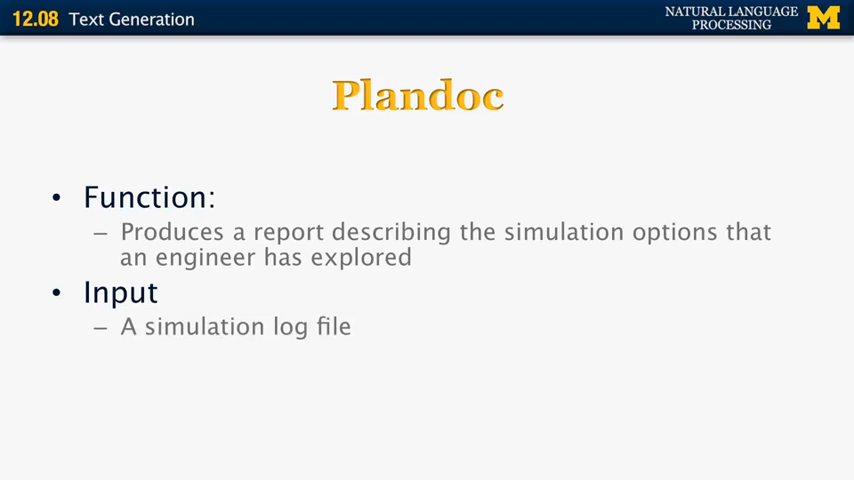 12.08 Text Generation
NATURAL LANGUAGE
PROCESSING
M
Plandoc
• Function:
– Produces a report describing the simulation options that
an engineer has explored
• Input
– A simulation log file